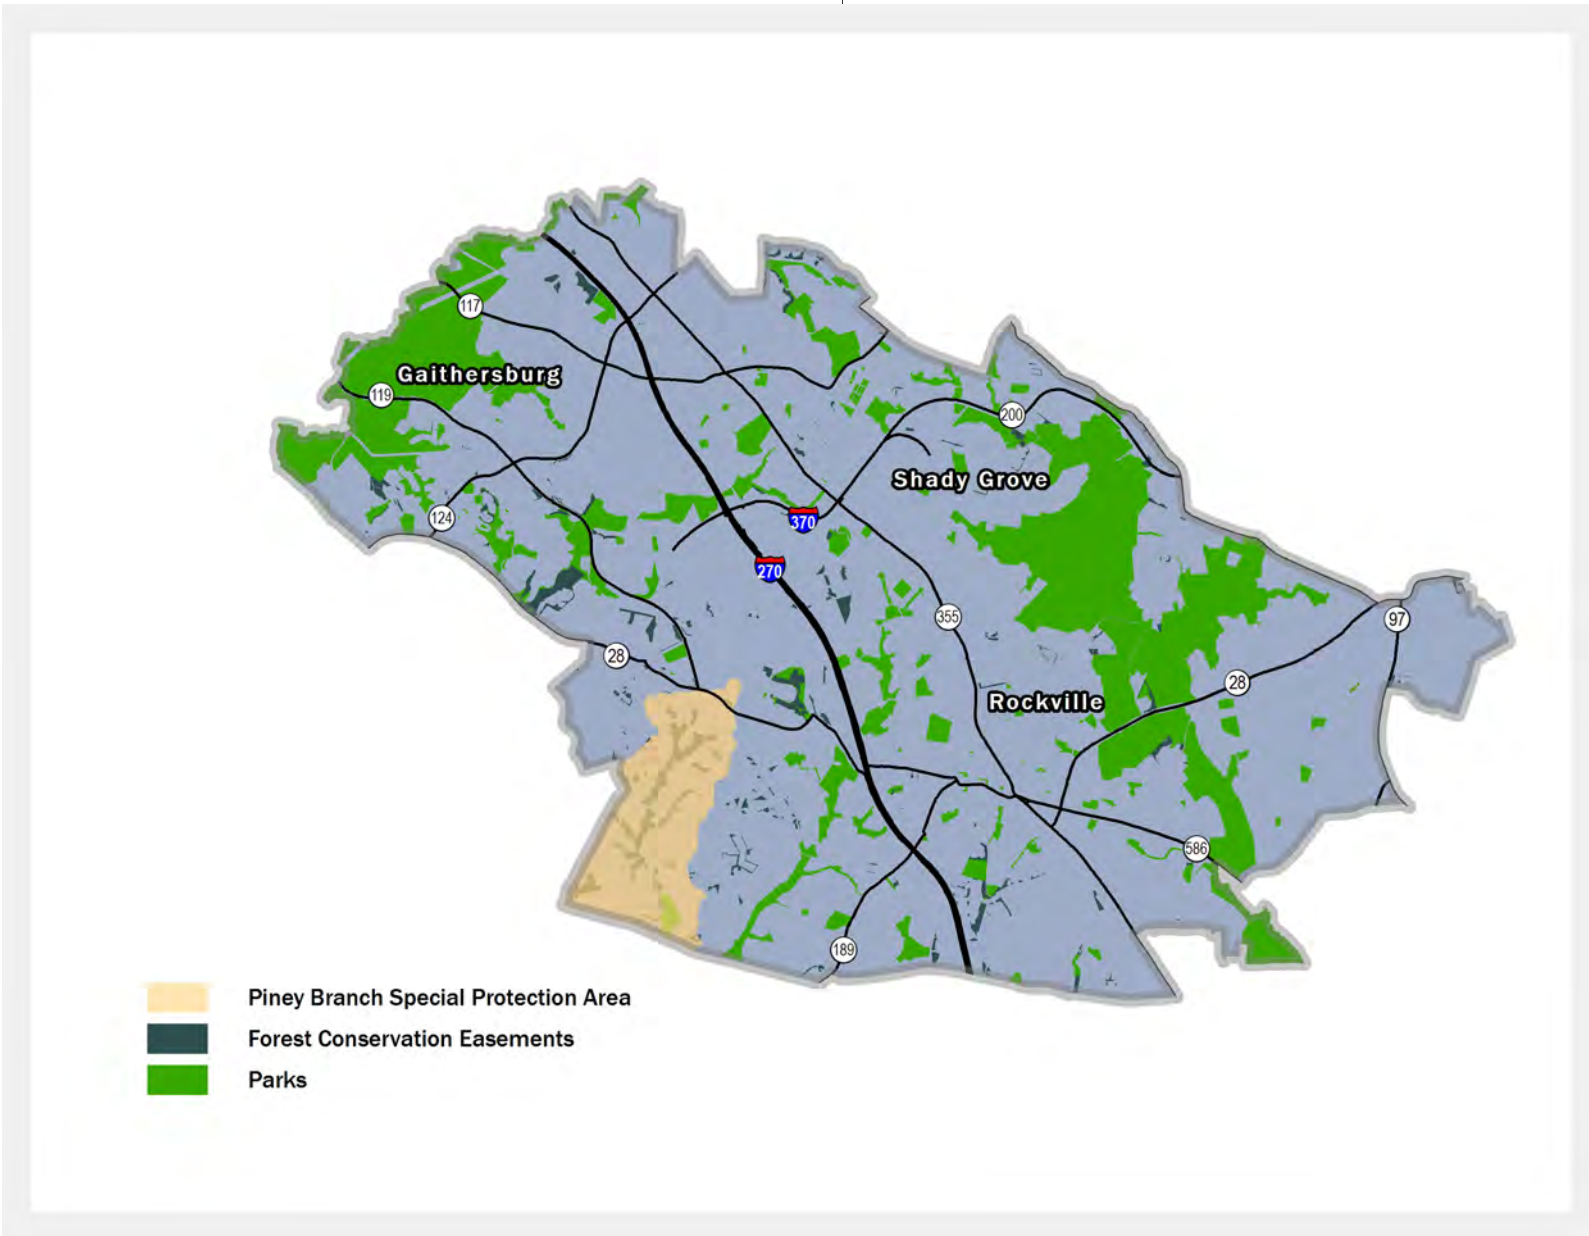 117
Gaithersburg
119
200
Shady Grove
124
370
270
355
97
28
28
Rockville
586
189
Piney Branch Special Protection Area
Forest Conservation Easements
Parks